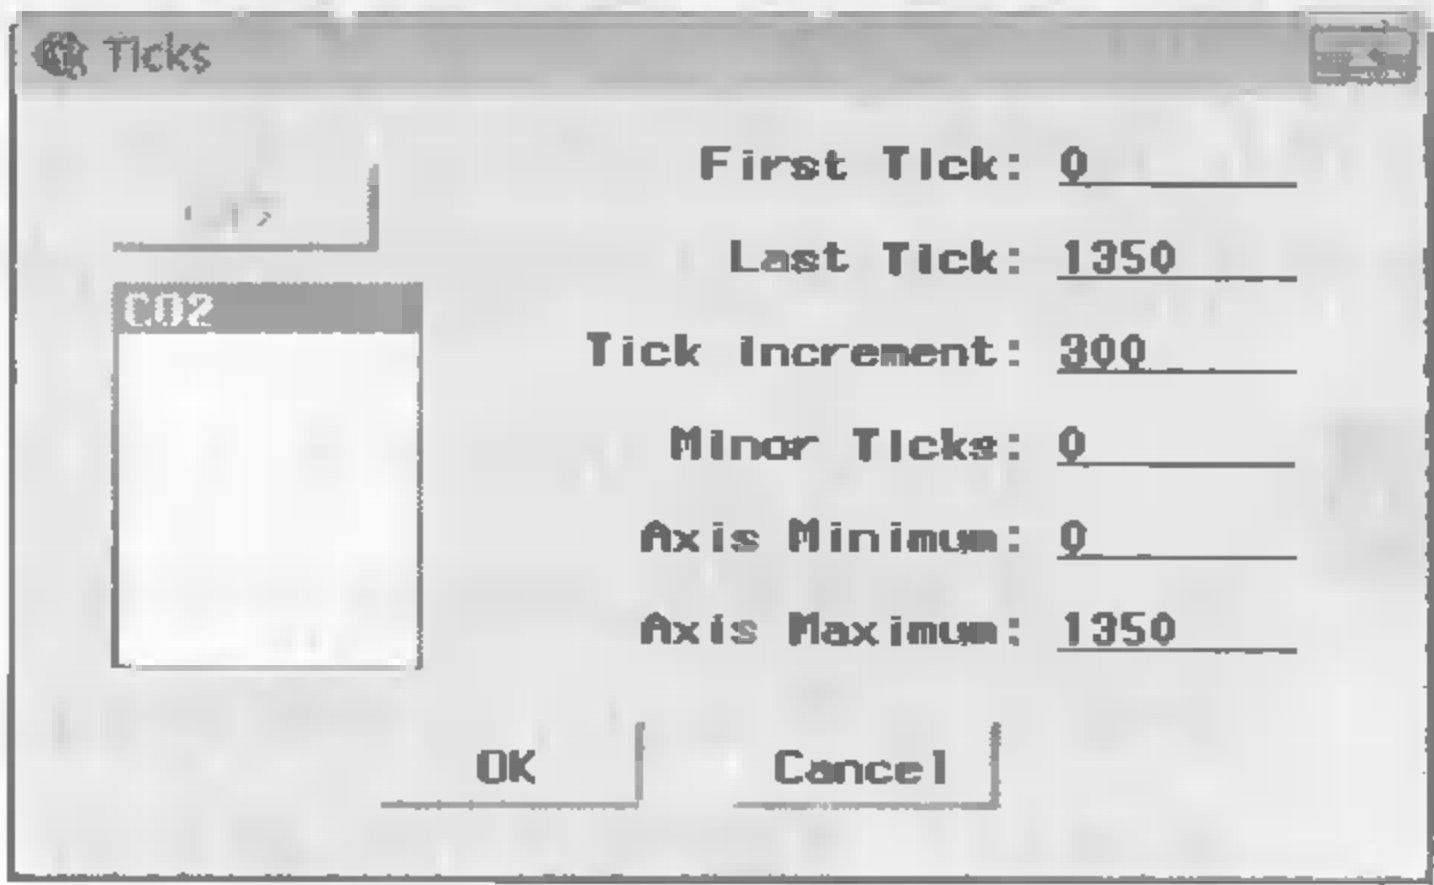 Ticks
First Tick: 0
Last Tick: 1350
CO2
Tick Increment: 300
Minor Ticks: 0
Axis Minimum: 0
Axis Maximum: 1350
OK Cancel